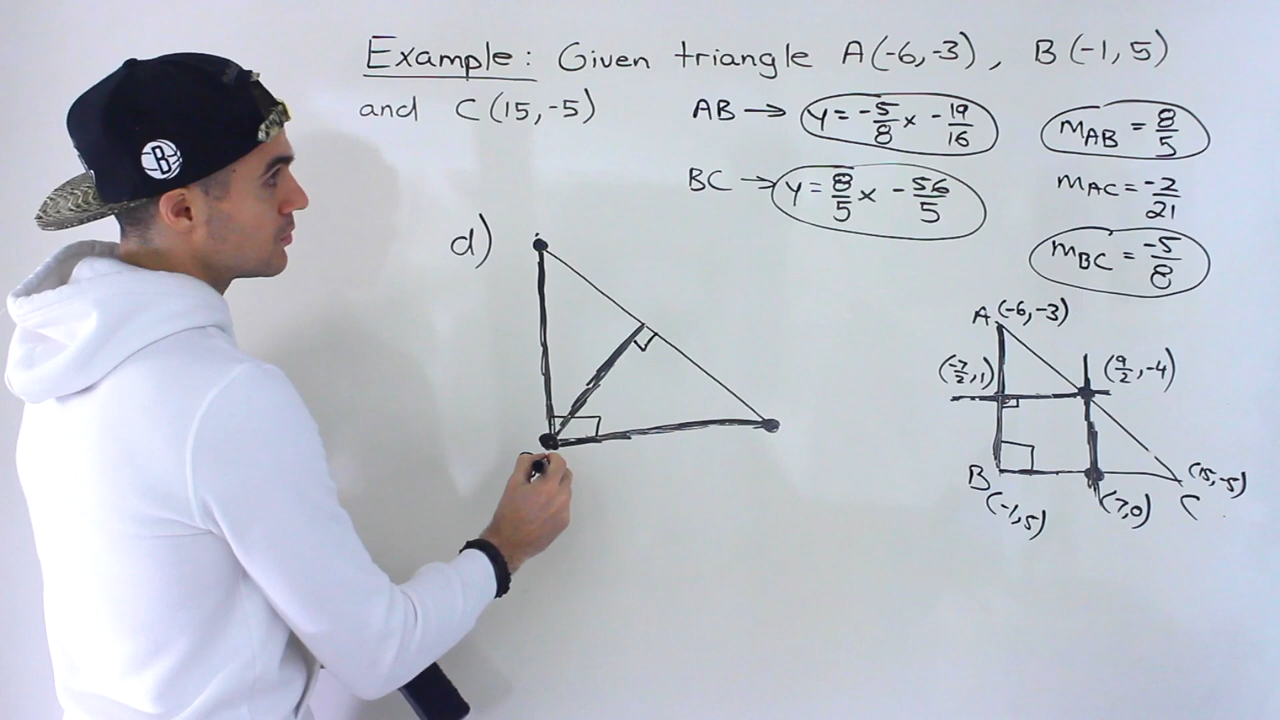 Example: Given triangle A(-6,-3), B(-1,5)
and C(15,-5)
AB → y = -5/8 x - 19/16
BC → y = 8/5 x - 56/5
m_AB = 8/5
m_AC = -2/21
m_BC = -5/8
d)
A(-6,-3)
(-7/2, 1)
(9/2, -4)
B
(-1,5)
(7,0)
(15,-5)
C
B